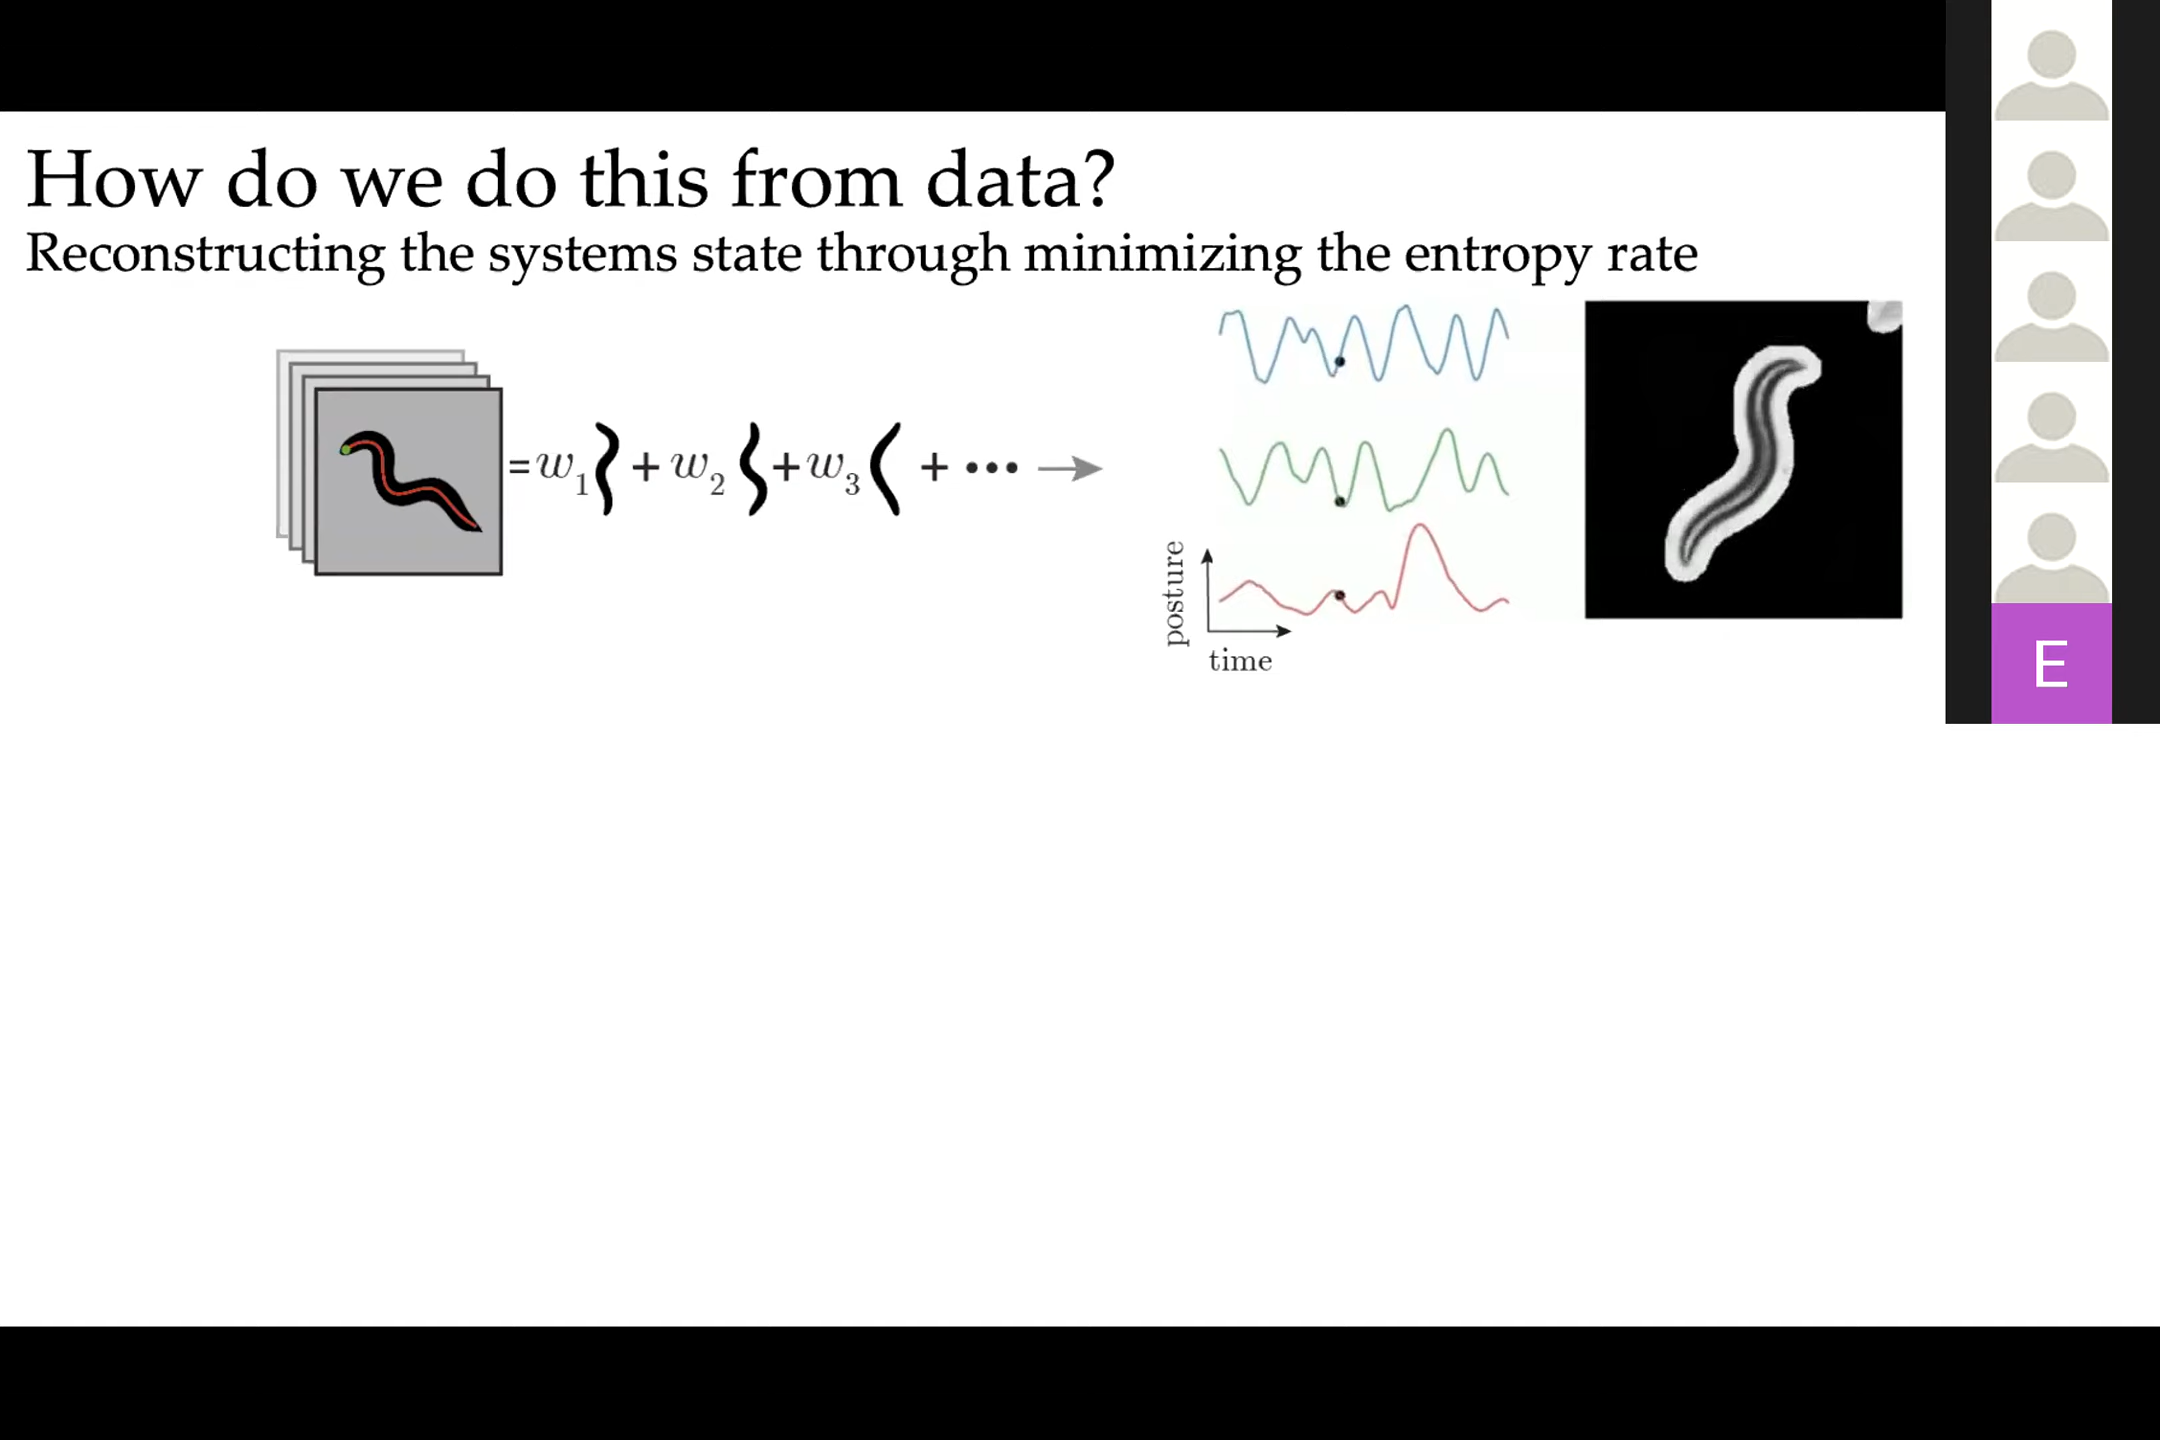 How do we do this from data?
Reconstructing the systems state through minimizing the entropy rate
=w1 + w2 + w3 + ••• →
posture
time
E